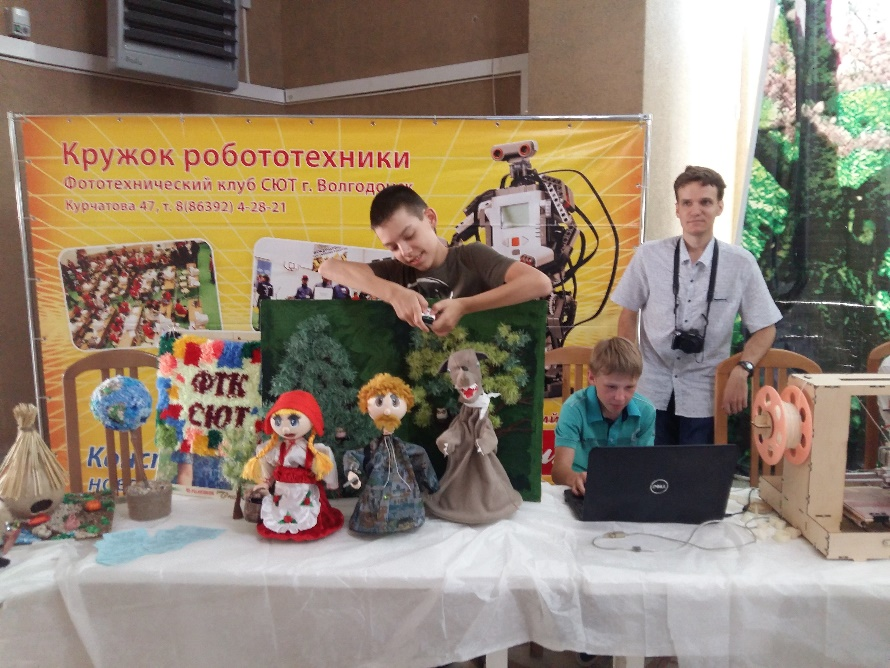 Кружок робототехники
Фототехнический клуб СЮТ г. Волгодонск
Курчатова 47, т. 8(86392) 4-28-21
ФТК
СЮТ
DELL